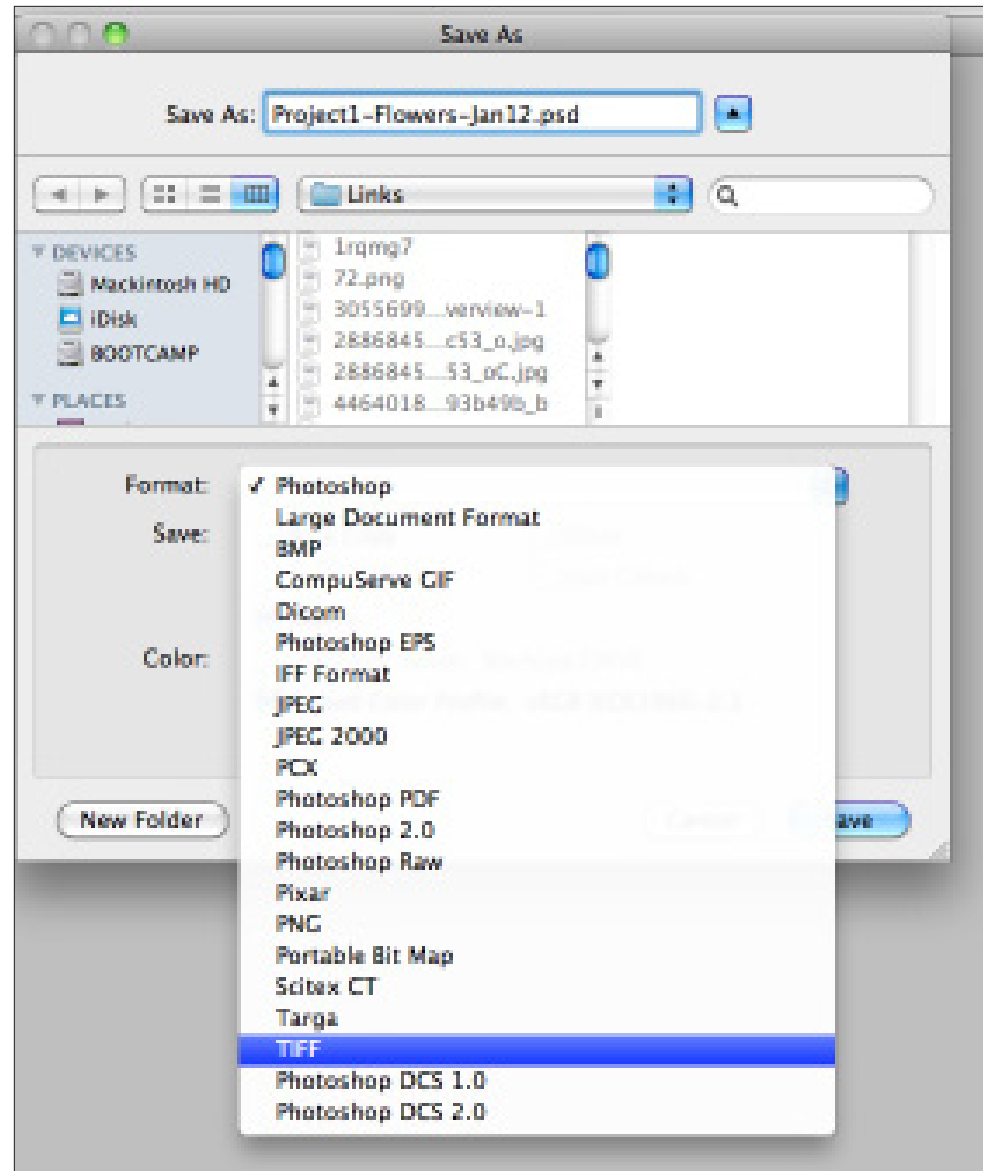 Save As
Save As: Project1-Flowers-Jan12.psd
Links
DEVICES
Mackintosh HD
iDisk
BOOTCAMP
PLACES
1rqmg7
72.png
3055699...verview-1
2886845...c53_o.jpg
2886845...53_oC.jpg
4464018...93b49b_b
Format:
Save:
Color:
✓ Photoshop
Large Document Format
BMP
CompuServe GIF
Dicom
Photoshop EPS
IFF Format
JPEG
JPEG 2000
PCX
Photoshop PDF
Photoshop 2.0
Photoshop Raw
Pixar
PNG
Portable Bit Map
Scitex CT
Targa
TIFF
Photoshop DCS 1.0
Photoshop DCS 2.0
New Folder
Cancel
ave